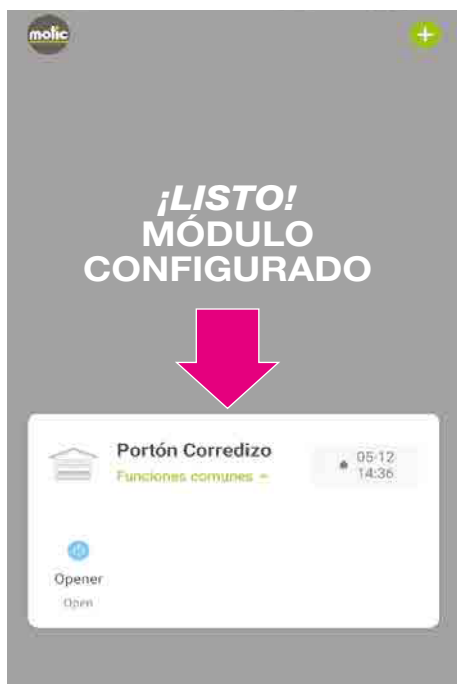 molic
+
¡LISTO!
MÓDULO
CONFIGURADO
Portón Corredizo
05-12
Funciones comunes
14:36
Opener
Open